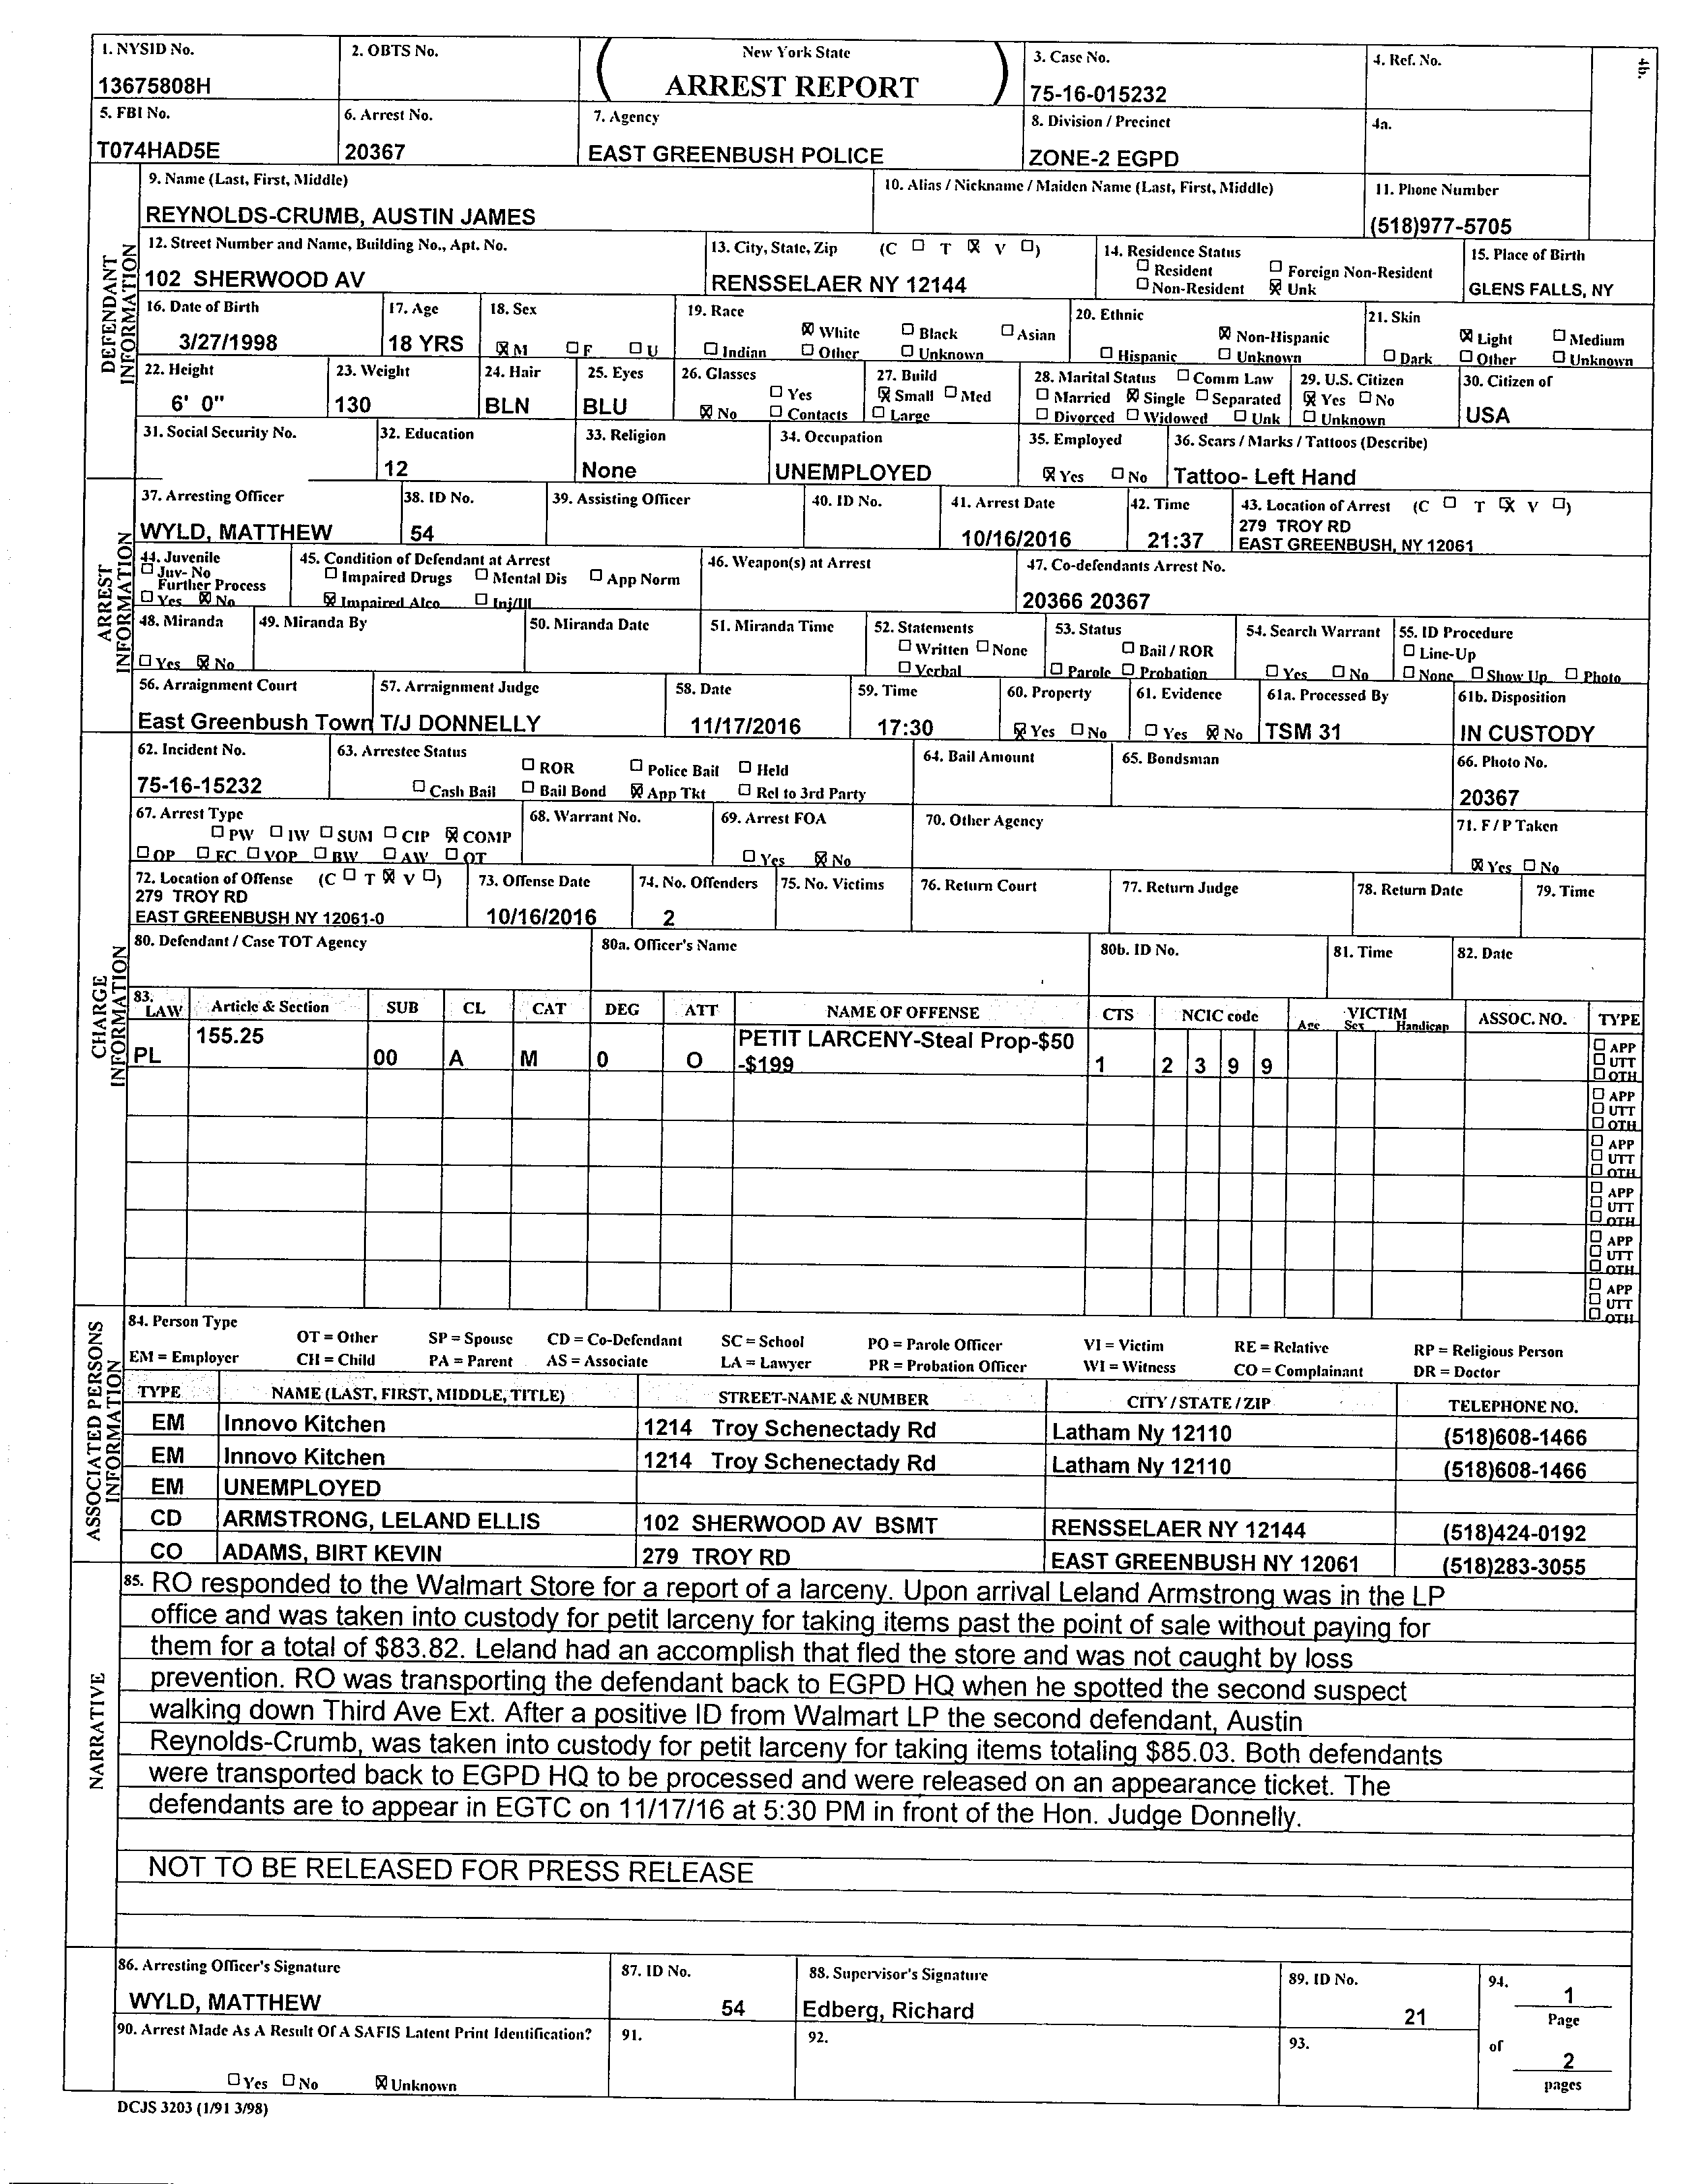 1. NYSID No. 2. OBTS No. New York State 3. Case No. 4. Ref. No. 4b.
13675808H ARREST REPORT 75-16-015232
5. FBI No. 6. Arrest No. 7. Agency 8. Division / Precinct 4a.
T074HAD5E 20367 EAST GREENBUSH POLICE ZONE-2 EGPD
DEFENDANT INFORMATION
9. Name (Last, First, Middle) 10. Alias / Nickname / Maiden Name (Last, First, Middle) 11. Phone Number
REYNOLDS-CRUMB, AUSTIN JAMES (518)977-5705
12. Street Number and Name, Building No., Apt. No. 13. City, State, Zip (C ☐ T ☒ V ☐) 14. Residence Status 15. Place of Birth
☐ Resident ☐ Foreign Non-Resident
102 SHERWOOD AV RENSSELAER NY 12144 ☐ Non-Resident ☒ Unk GLENS FALLS, NY
16. Date of Birth 17. Age 18. Sex 19. Race 20. Ethnic 21. Skin
☒ White ☐ Black ☐ Asian ☒ Non-Hispanic ☒ Light ☐ Medium
3/27/1998 18 YRS ☒ M ☐ F ☐ U ☐ Indian ☐ Other ☐ Unknown ☐ Hispanic ☐ Unknown ☐ Dark ☐ Other ☐ Unknown
22. Height 23. Weight 24. Hair 25. Eyes 26. Glasses 27. Build 28. Marital Status ☐ Comm Law 29. U.S. Citizen 30. Citizen of
☐ Yes ☒ Small ☐ Med ☐ Married ☒ Single ☐ Separated ☒ Yes ☐ No
6' 0" 130 BLN BLU ☒ No ☐ Contacts ☐ Large ☐ Divorced ☐ Widowed ☐ Unk ☐ Unknown USA
31. Social Security No. 32. Education 33. Religion 34. Occupation 35. Employed 36. Scars / Marks / Tattoos (Describe)
12 None UNEMPLOYED ☒ Yes ☐ No Tattoo- Left Hand
ARREST INFORMATION
37. Arresting Officer 38. ID No. 39. Assisting Officer 40. ID No. 41. Arrest Date 42. Time 43. Location of Arrest (C ☐ T ☒ V ☐)
279 TROY RD
WYLD, MATTHEW 54 10/16/2016 21:37 EAST GREENBUSH, NY 12061
44. Juvenile 45. Condition of Defendant at Arrest 46. Weapon(s) at Arrest 47. Co-defendants Arrest No.
☐ Juv- No Further Process ☐ Impaired Drugs ☐ Mental Dis ☐ App Norm
☐ Yes ☒ No ☒ Impaired Alco ☐ Inj/Ill 20366 20367
48. Miranda 49. Miranda By 50. Miranda Date 51. Miranda Time 52. Statements 53. Status 54. Search Warrant 55. ID Procedure
☐ Written ☐ None ☐ Bail / ROR ☐ Line-Up
☐ Yes ☒ No ☐ Verbal ☐ Parole ☐ Probation ☐ Yes ☐ No ☐ None ☐ Show Up ☐ Photo
56. Arraignment Court 57. Arraignment Judge 58. Date 59. Time 60. Property 61. Evidence 61a. Processed By 61b. Disposition
East Greenbush Town T/J DONNELLY 11/17/2016 17:30 ☒ Yes ☐ No ☐ Yes ☒ No TSM 31 IN CUSTODY
CHARGE INFORMATION
62. Incident No. 63. Arrestee Status 64. Bail Amount 65. Bondsman 66. Photo No.
☐ ROR ☐ Police Bail ☐ Held
75-16-15232 ☐ Cash Bail ☐ Bail Bond ☒ App Tkt ☐ Rel to 3rd Party 20367
67. Arrest Type 68. Warrant No. 69. Arrest FOA 70. Other Agency 71. F / P Taken
☐ PW ☐ IW ☐ SUM ☐ CIP ☒ COMP
☐ OP ☐ EC ☐ VOP ☐ BW ☐ AW ☐ OT ☐ Yes ☒ No ☒ Yes ☐ No
72. Location of Offense (C ☐ T ☒ V ☐) 73. Offense Date 74. No. Offenders 75. No. Victims 76. Return Court 77. Return Judge 78. Return Date 79. Time
279 TROY RD
EAST GREENBUSH NY 12061-0 10/16/2016 2
80. Defendant / Case TOT Agency 80a. Officer's Name 80b. ID No. 81. Time 82. Date
83. LAW Article & Section SUB CL CAT DEG ATT NAME OF OFFENSE CTS NCIC code VICTIM Age Sex Handicap ASSOC. NO. TYPE
155.25 PETIT LARCENY-Steal Prop-$50 ☐ APP
PL 00 A M 0 O -$199 1 2 3 9 9 ☐ UTT
☐ OTH
☐ APP
☐ UTT
☐ OTH
☐ APP
☐ UTT
☐ OTH
☐ APP
☐ UTT
☐ OTH
☐ APP
☐ UTT
☐ OTH
☐ APP
☐ UTT
☐ OTH
ASSOCIATED PERSONS INFORMATION
84. Person Type
OT = Other SP = Spouse CD = Co-Defendant SC = School PO = Parole Officer VI = Victim RE = Relative RP = Religious Person
EM = Employer CH = Child PA = Parent AS = Associate LA = Lawyer PR = Probation Officer WI = Witness CO = Complainant DR = Doctor
TYPE NAME (LAST, FIRST, MIDDLE, TITLE) STREET-NAME & NUMBER CITY / STATE / ZIP TELEPHONE NO.
EM Innovo Kitchen 1214 Troy Schenectady Rd Latham Ny 12110 (518)608-1466
EM Innovo Kitchen 1214 Troy Schenectady Rd Latham Ny 12110 (518)608-1466
EM UNEMPLOYED
CD ARMSTRONG, LELAND ELLIS 102 SHERWOOD AV BSMT RENSSELAER NY 12144 (518)424-0192
CO ADAMS, BIRT KEVIN 279 TROY RD EAST GREENBUSH NY 12061 (518)283-3055
NARRATIVE
85. RO responded to the Walmart Store for a report of a larceny. Upon arrival Leland Armstrong was in the LP
office and was taken into custody for petit larceny for taking items past the point of sale without paying for
them for a total of $83.82. Leland had an accomplish that fled the store and was not caught by loss
prevention. RO was transporting the defendant back to EGPD HQ when he spotted the second suspect
walking down Third Ave Ext. After a positive ID from Walmart LP the second defendant, Austin
Reynolds-Crumb, was taken into custody for petit larceny for taking items totaling $85.03. Both defendants
were transported back to EGPD HQ to be processed and were released on an appearance ticket. The
defendants are to appear in EGTC on 11/17/16 at 5:30 PM in front of the Hon. Judge Donnelly.
NOT TO BE RELEASED FOR PRESS RELEASE
86. Arresting Officer's Signature 87. ID No. 88. Supervisor's Signature 89. ID No. 94. 1
WYLD, MATTHEW 54 Edberg, Richard 21 Page
90. Arrest Made As A Result Of A SAFIS Latent Print Identification? 91. 92. 93. of
2
☐ Yes ☐ No ☒ Unknown pages
DCJS 3203 (1/91 3/98)